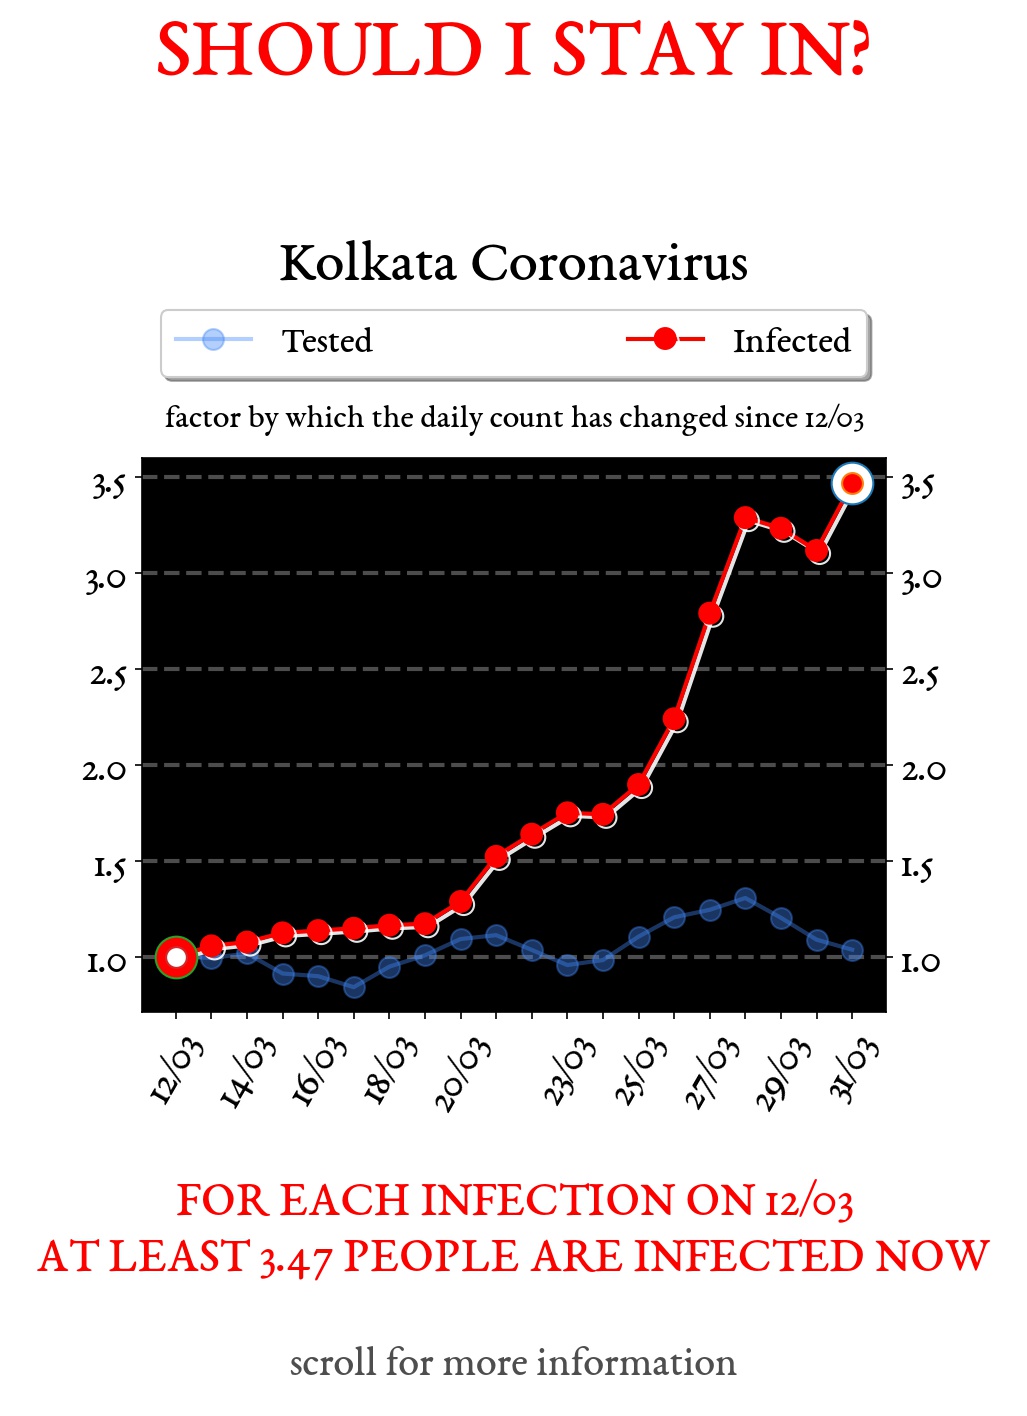 SHOULD I STAY IN?
Kolkata Coronavirus
Tested Infected
factor by which the daily count has changed since 12/03
3.5 3.5
3.0 3.0
2.5 2.5
2.0 2.0
1.5 1.5
1.0 1.0
12/03 14/03 16/03 18/03 20/03 23/03 25/03 27/03 29/03 31/03
FOR EACH INFECTION ON 12/03
AT LEAST 3.47 PEOPLE ARE INFECTED NOW
scroll for more information